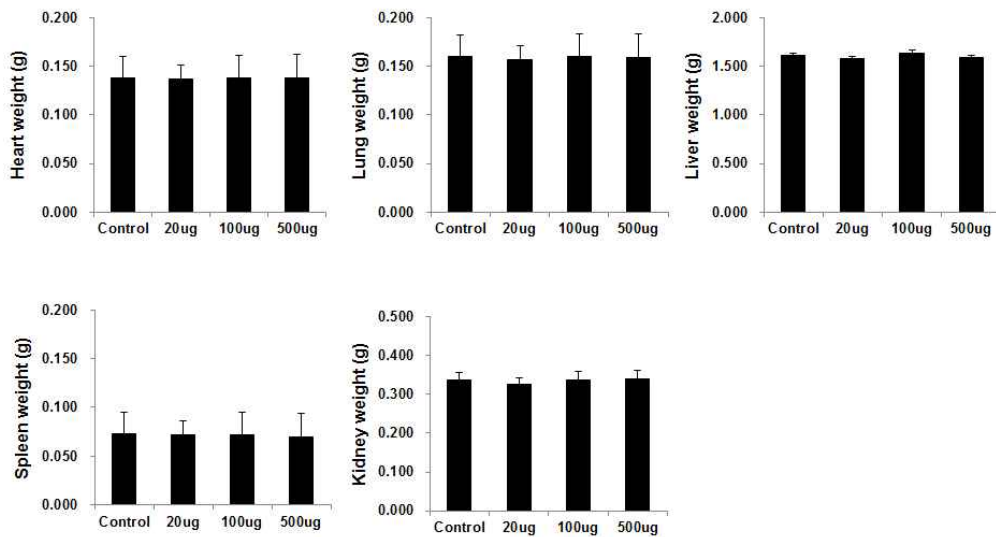 Heart weight (g)
0.200
0.150
0.100
0.050
0.000
Control 20ug 100ug 500ug
Lung weight (g)
0.200
0.150
0.100
0.050
0.000
Control 20ug 100ug 500ug
Liver weight (g)
2.000
1.500
1.000
0.500
0.000
Control 20ug 100ug 500ug
Spleen weight (g)
0.200
0.150
0.100
0.050
0.000
Control 20ug 100ug 500ug
Kidney weight (g)
0.500
0.400
0.300
0.200
0.100
0.000
Control 20ug 100ug 500ug